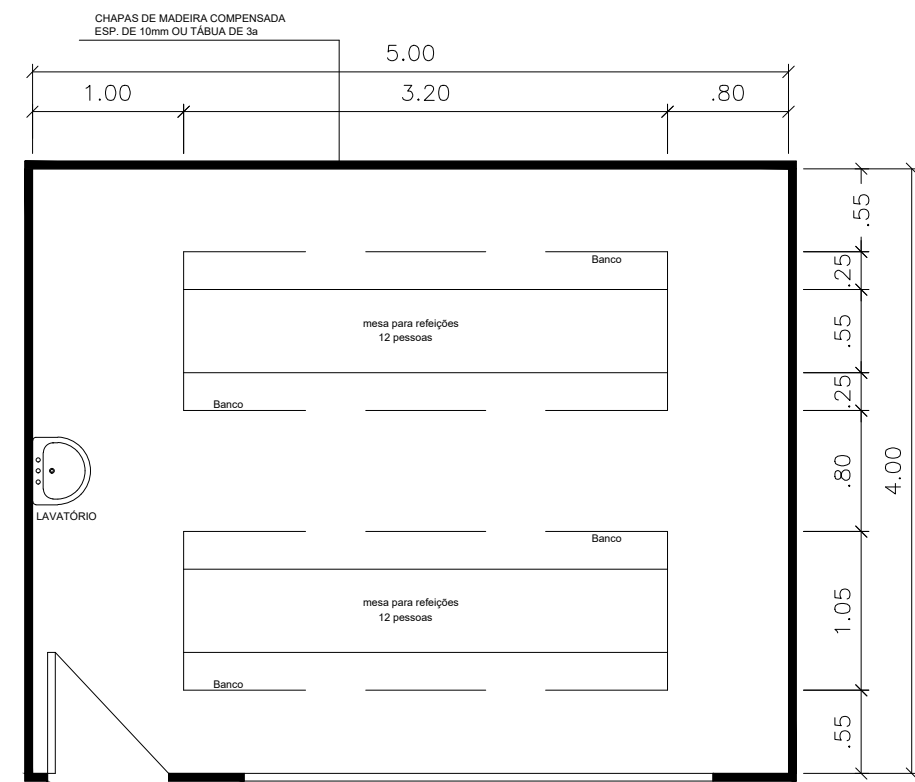 CHAPAS DE MADEIRA COMPENSADA
ESP. DE 10mm OU TÁBUA DE 3a
5.00
1.00
3.20
.80
.55
Banco
.25
mesa para refeições
12 pessoas
.55
Banco
.25
.80
4.00
LAVATÓRIO
Banco
mesa para refeições
12 pessoas
1.05
Banco
.55